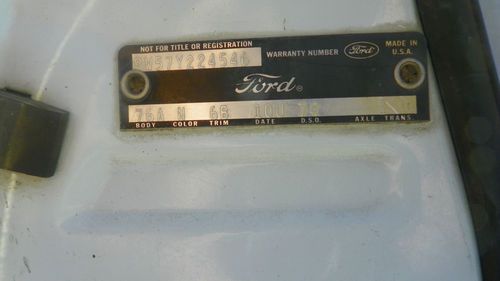 NOT FOR TITLE OR REGISTRATION WARRANTY NUMBER Ford MADE IN U.S.A.
Ford
76A 6B
BODY COLOR TRIM DATE D.S.O. AXLE TRANS.